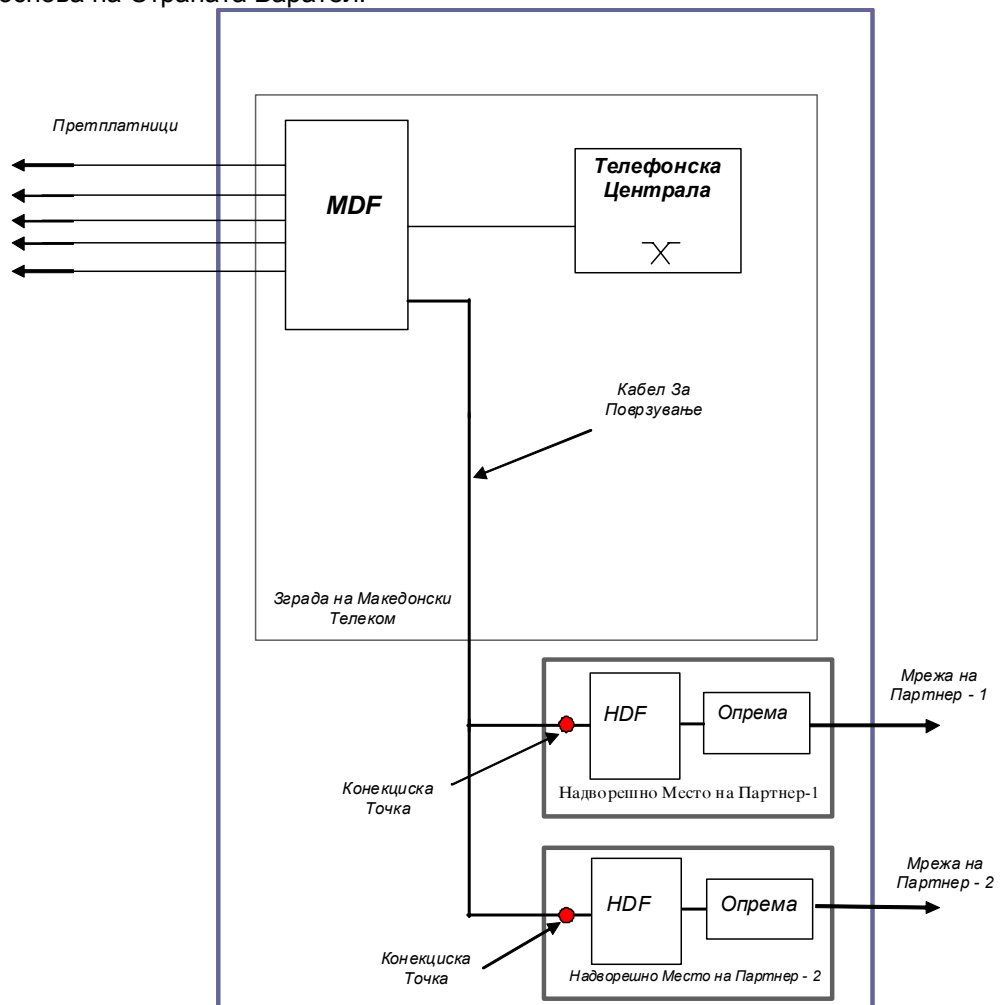 основа на Страната Барател.
Претплатници
MDF
Телефонска
Централа
Кабел За
Поврзување
Зграда на Македонски
Телеком
Мрежа на
Партнер - 1
HDF
Опрема
Надворешно Место на Партнер-1
Конекциска
Точка
Мрежа на
Партнер - 2
HDF
Опрема
Надворешно Место на Партнер - 2
Конекциска
Точка